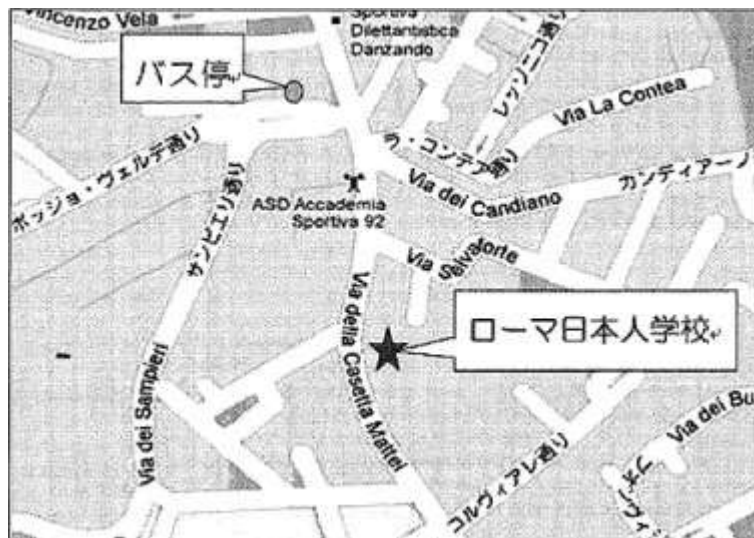 Vincenzo Vela
Sportiva
Dilettantistica
Danzando
バス停
レッソニコ通り
Via La Contea
ラ・コンテア通り
ポッジョ・ヴェルデ通り
サンピエリ通り
ASD Accademia
Sportiva 92
Via dei Candiano
カンディアーノ
Via Selva
forte
ローマ日本人学校
Via della Casetta Mattei
Via dei Sampieri
コルヴィアレ通り
Via dei Bu